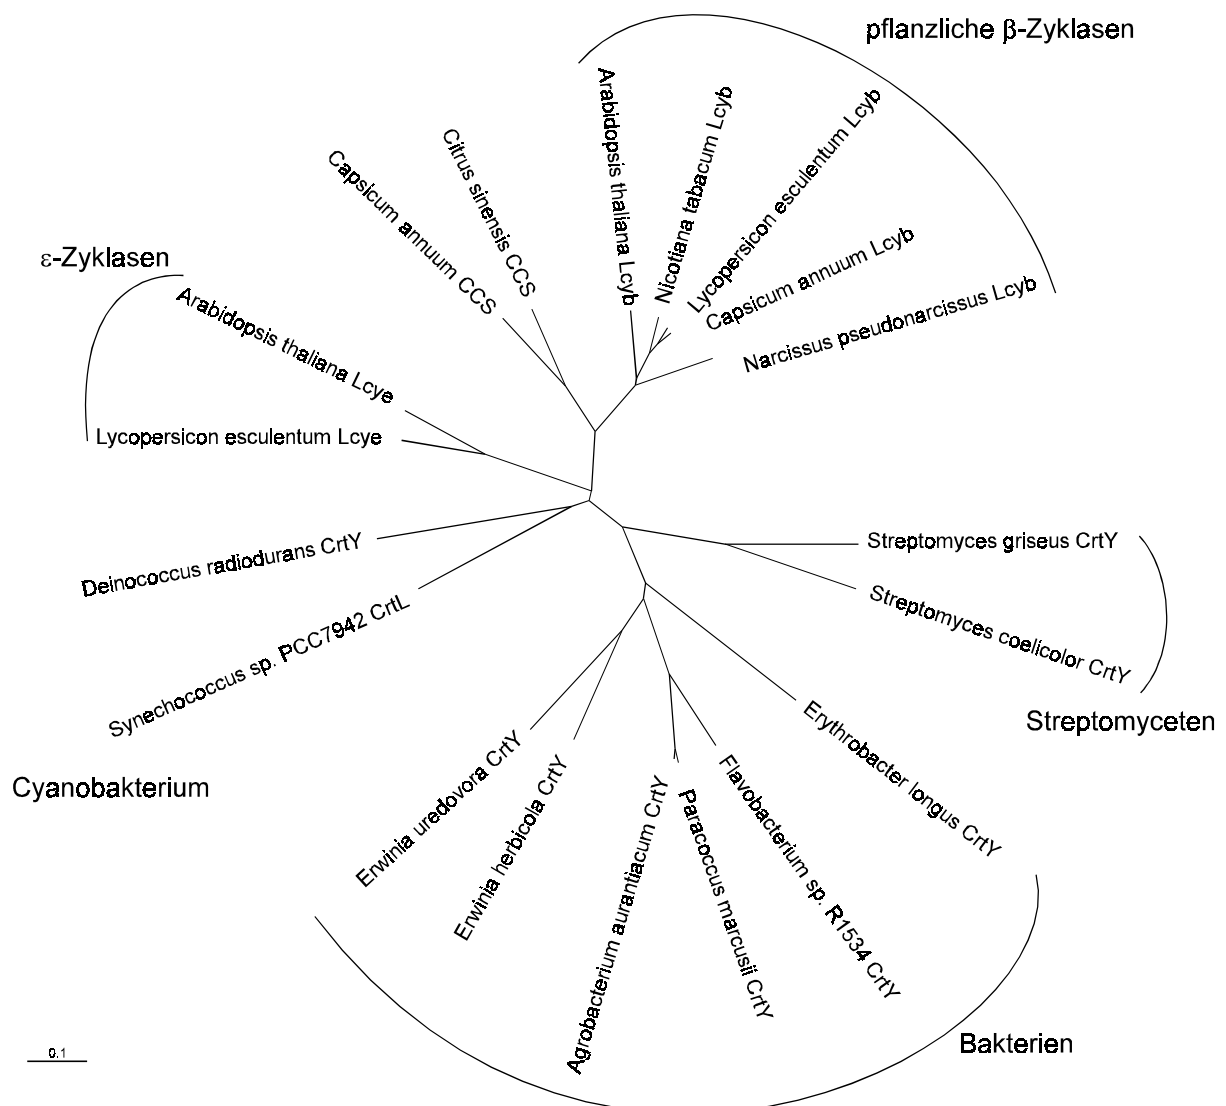 pflanzliche β-Zyklasen
Arabidopsis thaliana Lcyb
Nicotiana tabacum Lcyb
Lycopersicon esculentum Lcyb
Capsicum annuum Lcyb
Narcissus pseudonarcissus Lcyb
Citrus sinensis CCS
Capsicum annuum CCS
ε-Zyklasen
Arabidopsis thaliana Lcye
Lycopersicon esculentum Lcye
Deinococcus radiodurans CrtY
Synechococcus sp. PCC7942 CrtL
Cyanobakterium
Streptomyces griseus CrtY
Streptomyces coelicolor CrtY
Streptomyceten
Erythrobacter longus CrtY
Flavobacterium sp. R1534 CrtY
Paracoccus marcusii CrtY
Agrobacterium aurantiacum CrtY
Erwinia herbicola CrtY
Erwinia uredovora CrtY
Bakterien
0.1